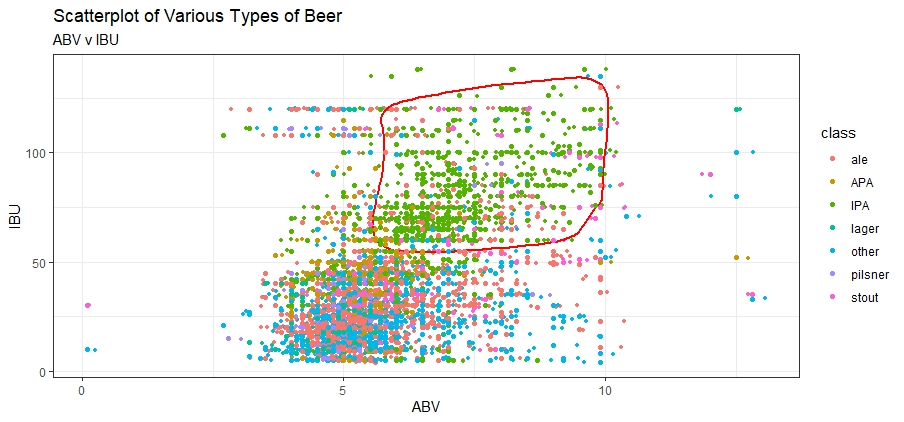 Scatterplot of Various Types of Beer
ABV v IBU
IBU
100
50
0
0
5
10
ABV
class
ale
APA
IPA
lager
other
pilsner
stout